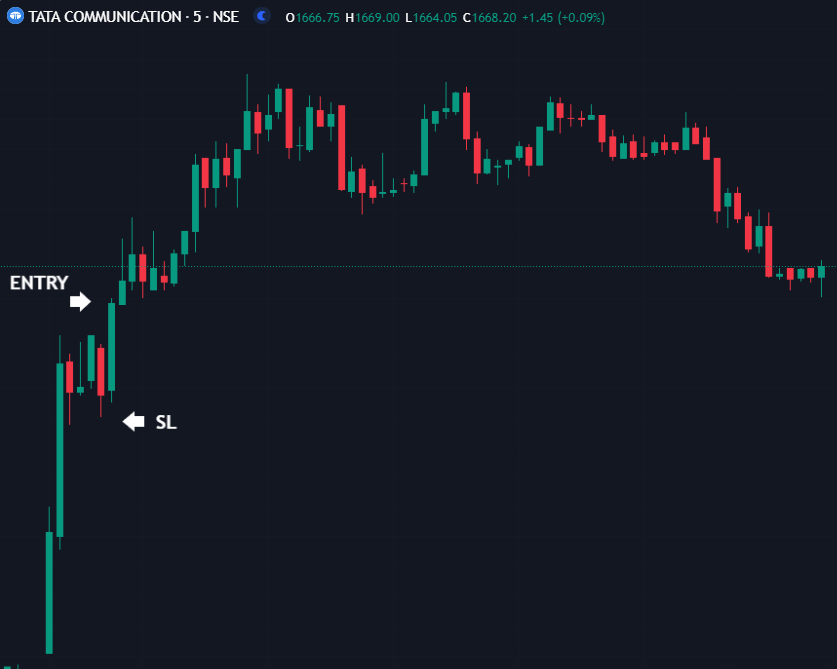 TATA COMMUNICATION · 5 · NSE O1666.75 H1669.00 L1664.05 C1668.20 +1.45 (+0.09%)
ENTRY
SL